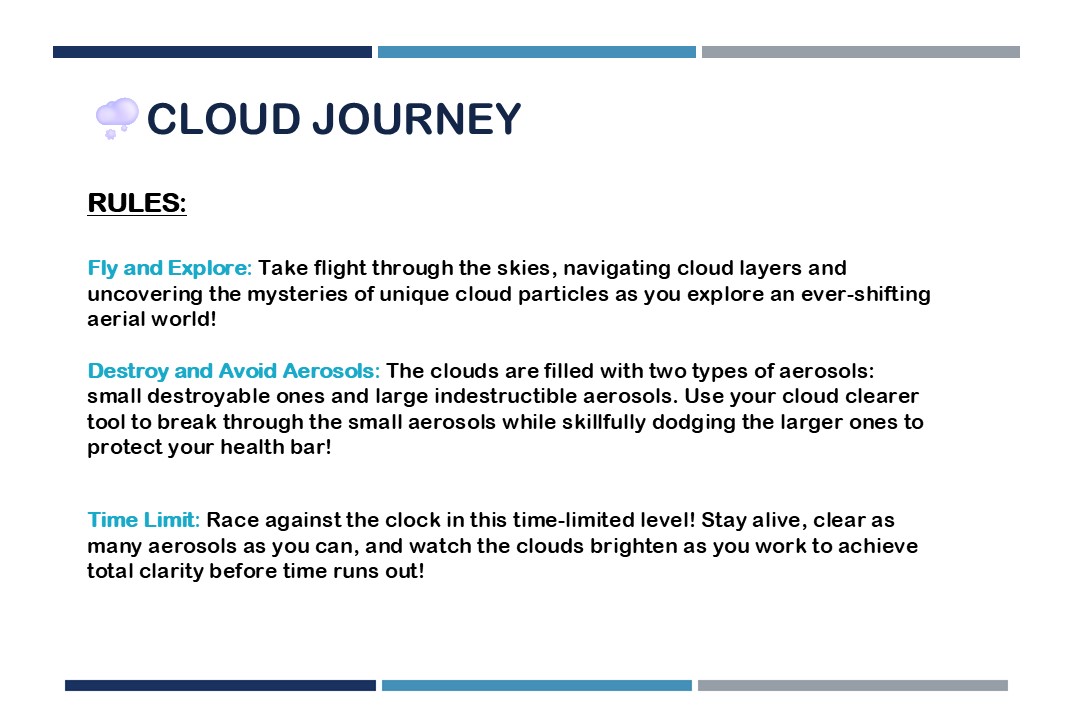 CLOUD JOURNEY
RULES:
Fly and Explore: Take flight through the skies, navigating cloud layers and
uncovering the mysteries of unique cloud particles as you explore an ever-shifting
aerial world!
Destroy and Avoid Aerosols: The clouds are filled with two types of aerosols:
small destroyable ones and large indestructible aerosols. Use your cloud clearer
tool to break through the small aerosols while skillfully dodging the larger ones to
protect your health bar!
Time Limit: Race against the clock in this time-limited level! Stay alive, clear as
many aerosols as you can, and watch the clouds brighten as you work to achieve
total clarity before time runs out!